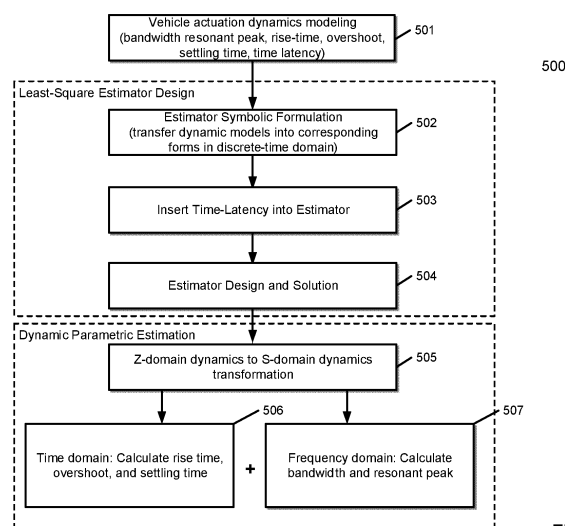 Vehicle actuation dynamics modeling
(bandwidth resonant peak, rise-time, overshoot,
settling time, time latency)
501
500
Least-Square Estimator Design
Estimator Symbolic Formulation
(transfer dynamic models into corresponding
forms in discrete-time domain)
502
Insert Time-Latency into Estimator
503
Estimator Design and Solution
504
Dynamic Parametric Estimation
Z-domain dynamics to S-domain dynamics
transformation
505
506
507
Time domain: Calculate rise time,
overshoot, and settling time
+
Frequency domain: Calculate
bandwidth and resonant peak